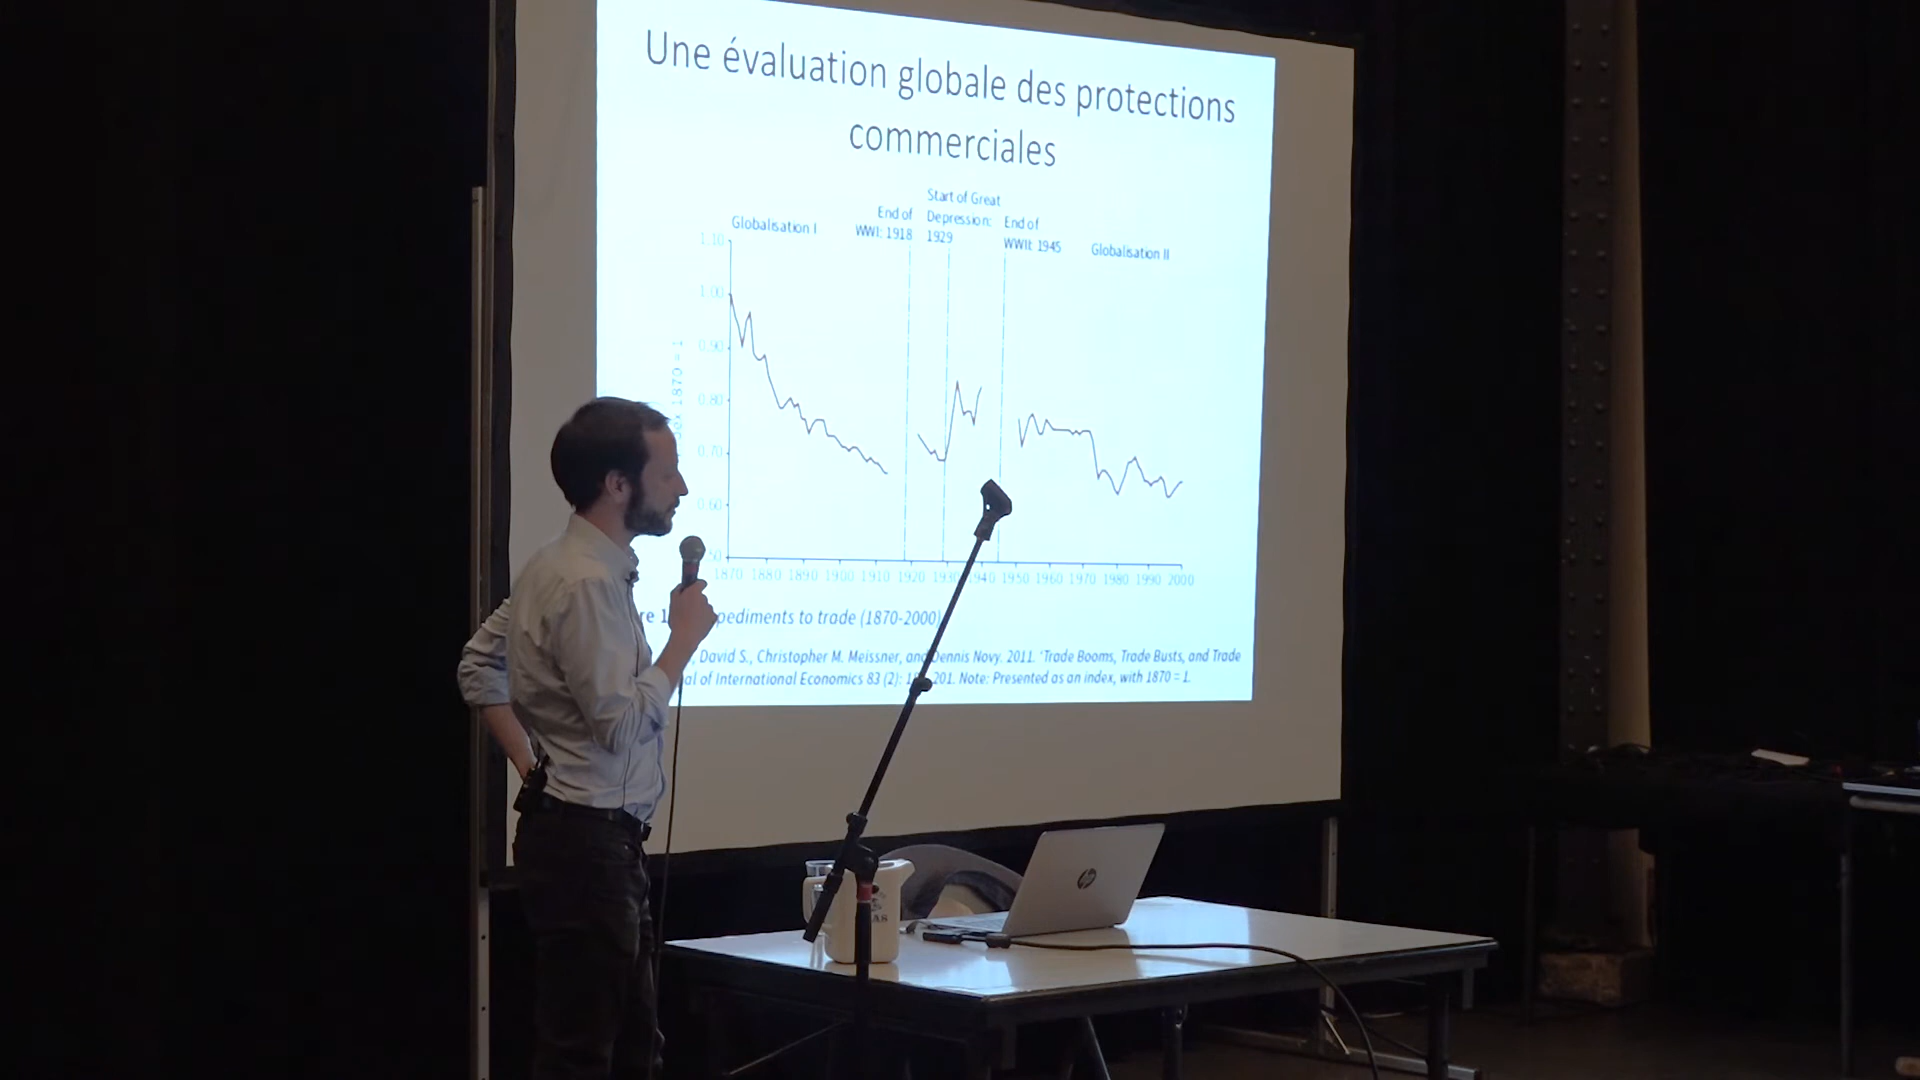 Une évaluation globale des protections
commerciales
Start of Great
Globalisation I
End of
Depression:
End of
WWI: 1918
1929
WWII: 1945
Globalisation II
1.10
1.00
0.90
0.80
0.70
0.60
1870 = 1
1870 1880 1890 1900 1910 1920 1930 1940 1950 1960 1970 1980 1990 2000
to trade (1870-2000)
David S., Christopher M. Meissner, and Dennis Novy. 2011. ‘Trade Booms, Trade Busts, and Trade
of International Economics 83 (2): 201. Note: Presented as an index, with 1870 = 1.
hp